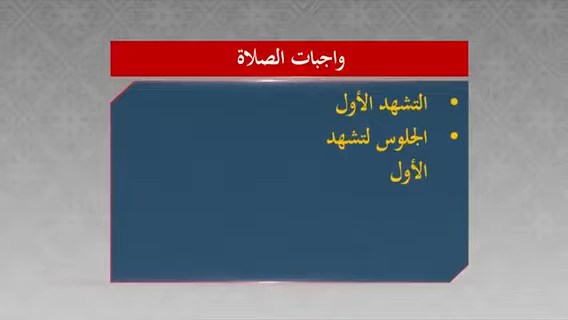 واجبات الصلاة
• التشهد الأول
• الجلوس لتشهد
الأول